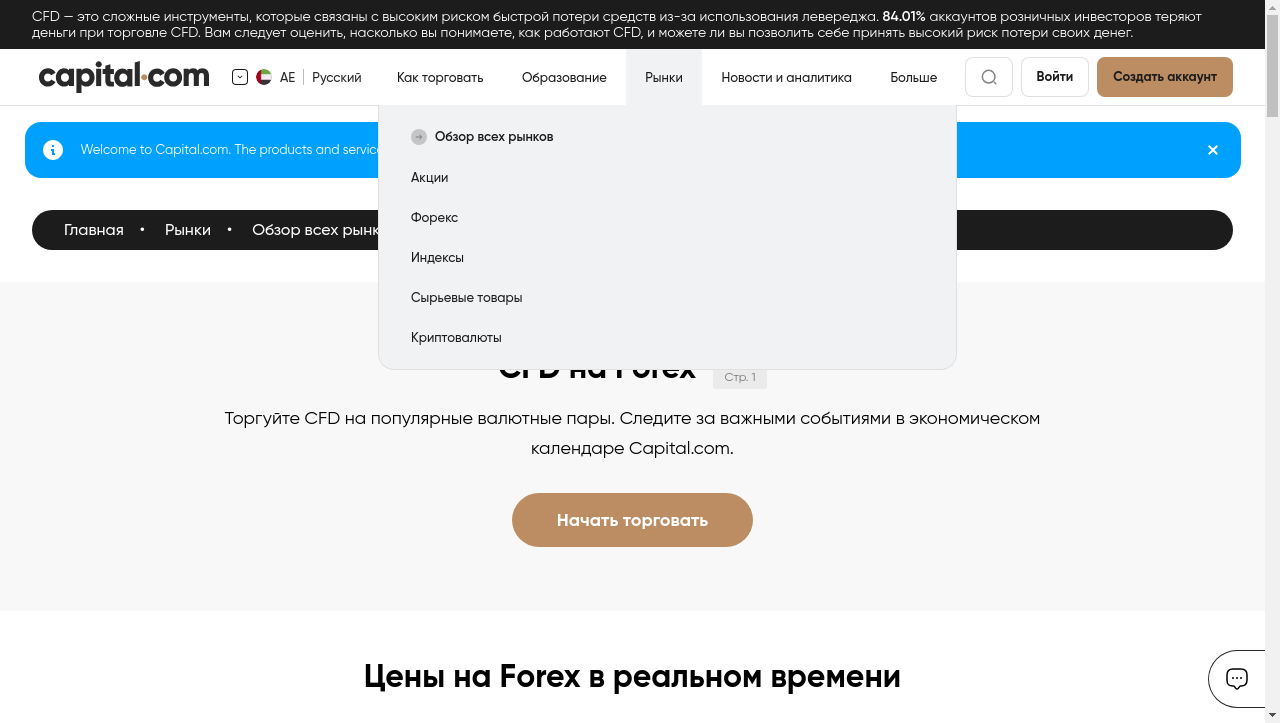 CFD — это сложные инструменты, которые связаны с высоким риском быстрой потери средств из-за использования левереджа. 84.01% аккаунтов розничных инвесторов теряют
деньги при торговле CFD. Вам следует оценить, насколько вы понимаете, как работают CFD, и можете ли вы позволить себе принять высокий риск потери своих денег.
capital.com AE Русский Как торговать Образование Рынки Новости и аналитика Больше Войти Создать аккаунт
Обзор всех рынков
Welcome to Capital.com. The products and service
Акции
Форекс
Главная • Рынки • Обзор всех рынк
Индексы
Сырьевые товары
Криптовалюты
CFD на Forex Стр. 1
Торгуйте CFD на популярные валютные пары. Следите за важными событиями в экономическом
календаре Capital.com.
Начать торговать
Цены на Forex в реальном времени